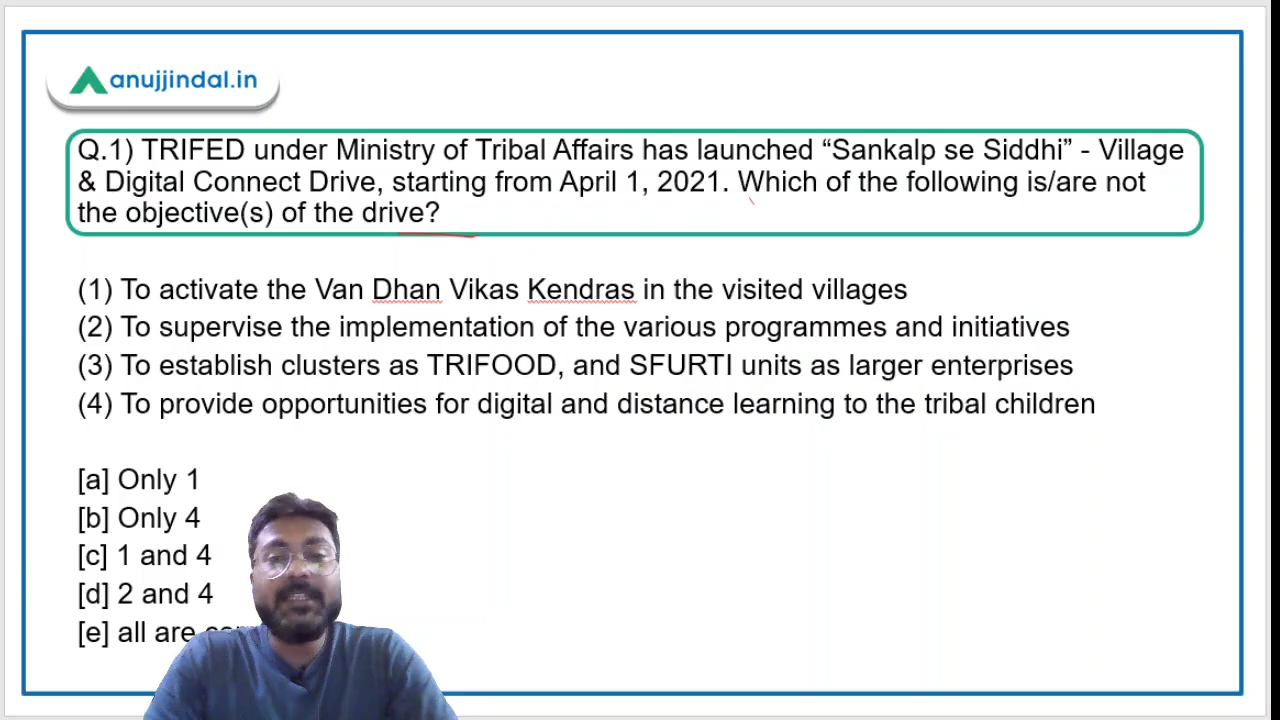 anujjindal.in
Q.1) TRIFED under Ministry of Tribal Affairs has launched “Sankalp se Siddhi” - Village
& Digital Connect Drive, starting from April 1, 2021. Which of the following is/are not
the objective(s) of the drive?
(1) To activate the Van Dhan Vikas Kendras in the visited villages
(2) To supervise the implementation of the various programmes and initiatives
(3) To establish clusters as TRIFOOD, and SFURTI units as larger enterprises
(4) To provide opportunities for digital and distance learning to the tribal children
[a] Only 1
[b] Only 4
[c] 1 and 4
[d] 2 and 4
[e] all are